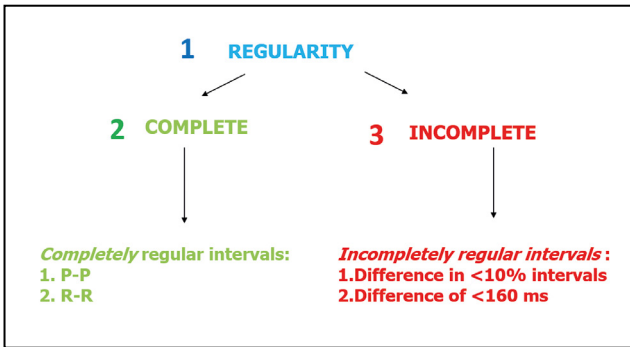 1 REGULARITY
2 COMPLETE
3 INCOMPLETE
Completely regular intervals:
1. P-P
2. R-R
Incompletely regular intervals :
1.Difference in <10% intervals
2.Difference of <160 ms